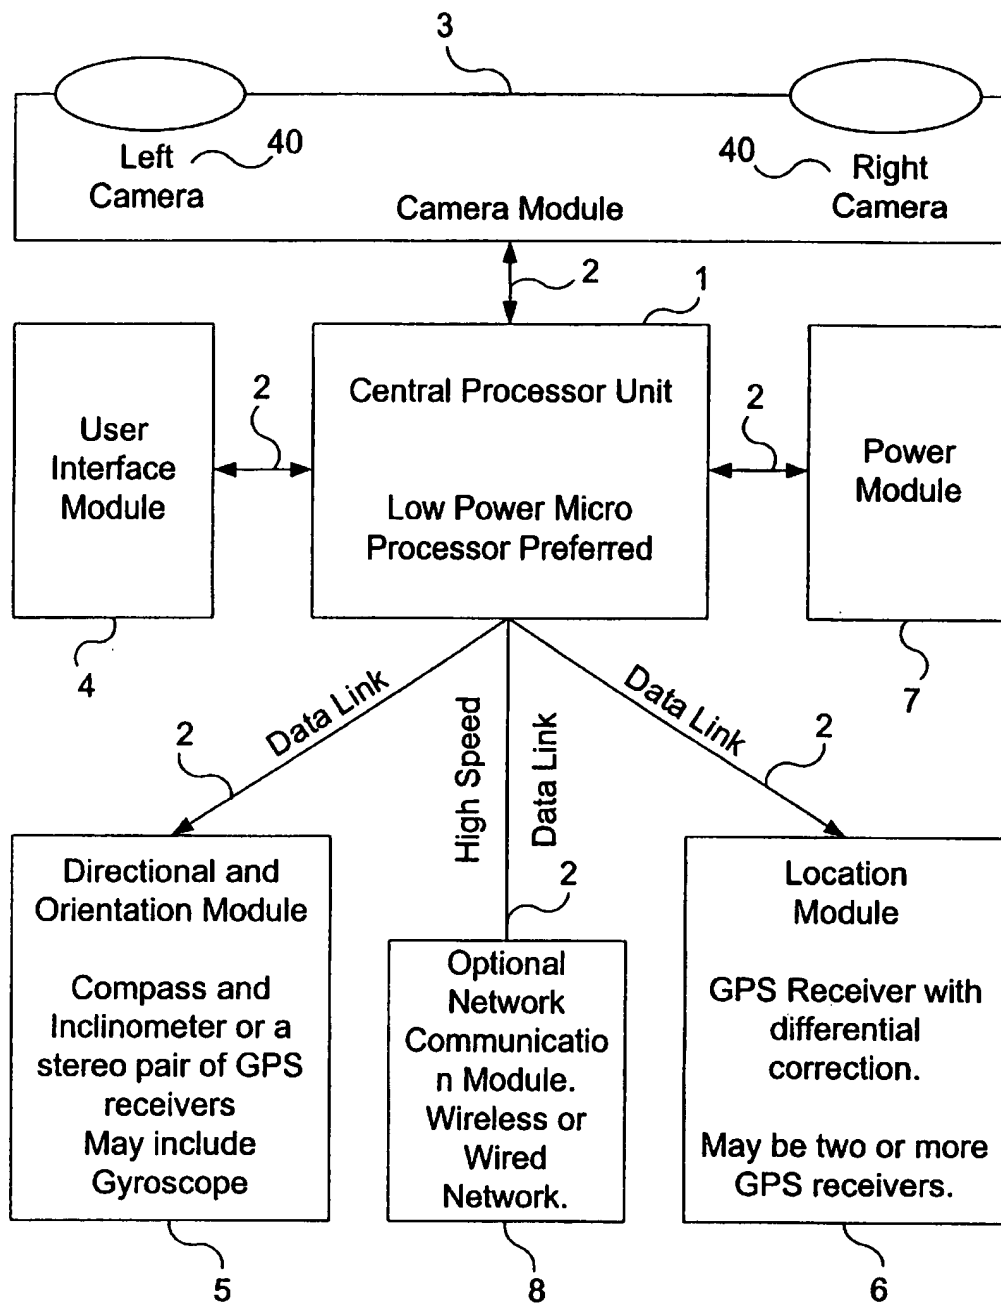 3
Left
Camera
40
40
Right
Camera
Camera Module
2
1
User
Interface
Module
2
Central Processor Unit
Low Power Micro
Processor Preferred
2
Power
Module
4
7
2
Data Link
High Speed
Data Link
Data Link
2
Directional and
Orientation Module
Compass and
Inclinometer or a
stereo pair of GPS
receivers
May include
Gyroscope
2
Optional
Network
Communicatio
n Module.
Wireless or
Wired
Network.
Location
Module
GPS Receiver with
differential
correction.
May be two or more
GPS receivers.
5
8
6